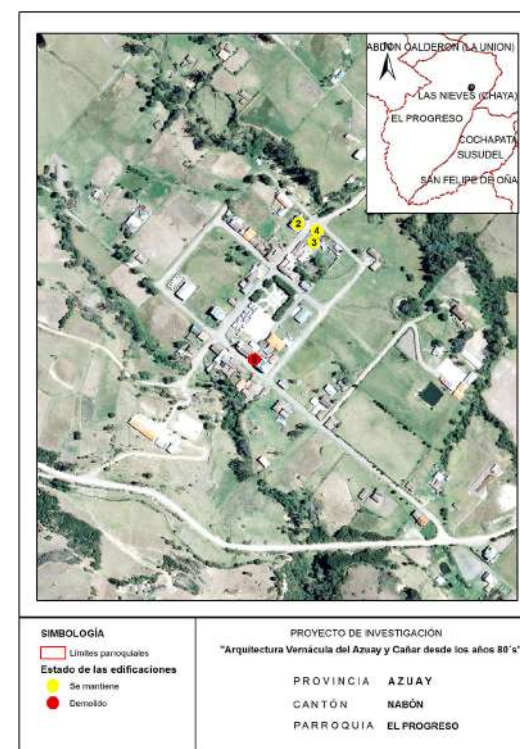 ABDON CALDERON (LA UNION)
N
LAS NIEVES (CHAYA)
EL PROGRESO
COCHAPATA
SUSUDEL
SAN FELIPE DE OÑA
2
4
3
SIMBOLOGÍA
Límites parroquiales
Estado de las edificaciones
Se mantiene
Demolido
PROYECTO DE INVESTIGACIÓN
"Arquitectura Vernácula del Azuay y Cañar desde los años 80´s"
PROVINCIA AZUAY
CANTÓN NABÓN
PARROQUIA EL PROGRESO